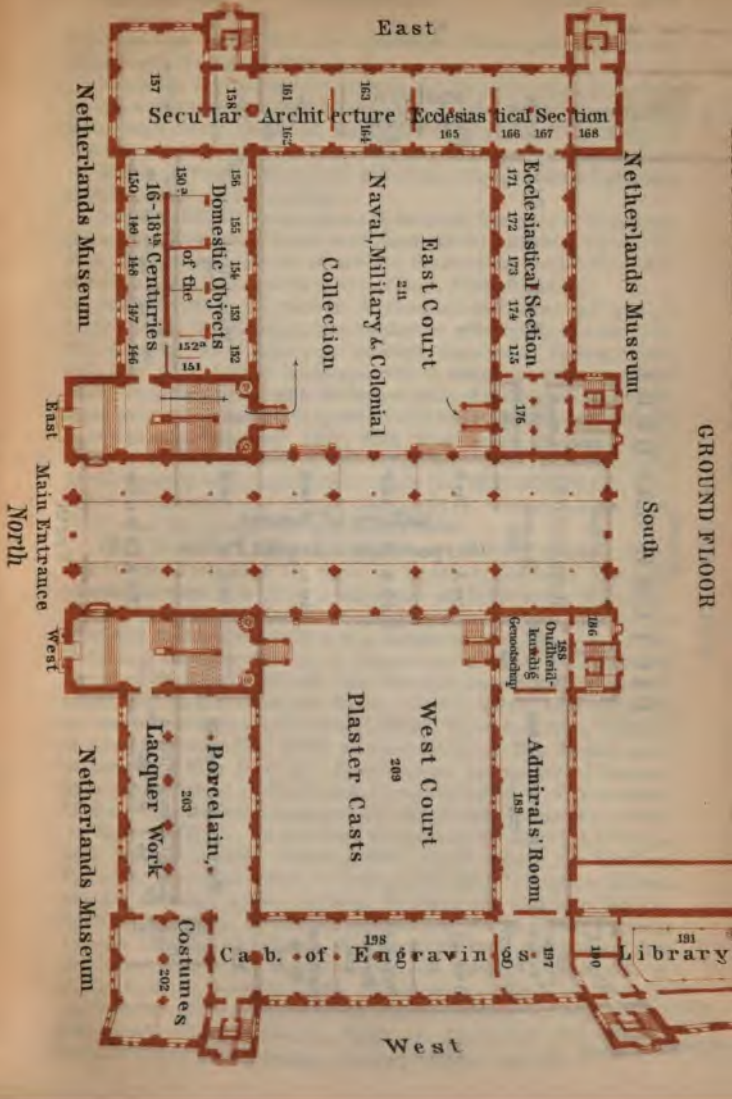 East
157
158
161
163
Secular Architecture Ecclesiastical Section
162
164
165
166
167
168
Netherlands Museum
150
149
148
147
146
16-18th Centuries
150a
of the
152a
151
Domestic Objects
156
155
154
153
152
Collection
Naval, Military & Colonial
211
East Court
Ecclesiastical Section
171
172
173
174
175
176
Netherlands Museum
East
Main Entrance
North
West
South
GROUND FLOOR
186
188
Oudheid-
kundig
Genootschap
Admirals' Room
189
West Court
209
Plaster Casts
Porcelain,
203
Lacquer Work
Netherlands Museum
Costumes
202
198
Cab. of Engravings
197
190
191
Library
West